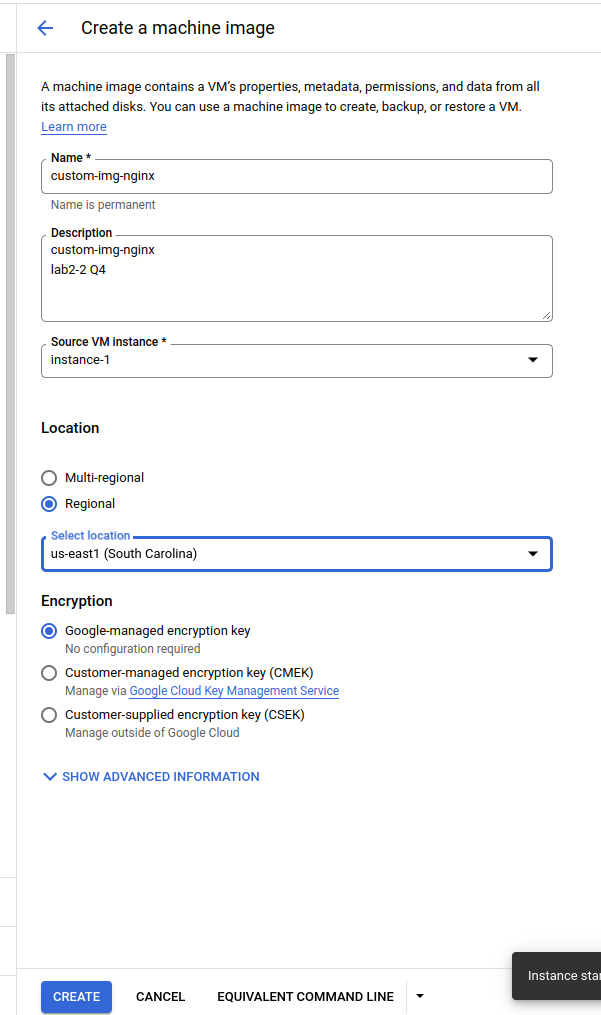 Create a machine image
A machine image contains a VM's properties, metadata, permissions, and data from all
its attached disks. You can use a machine image to create, backup, or restore a VM.
Learn more
Name *
custom-img-nginx
Name is permanent
Description
custom-img-nginx
lab2-2 Q4
Source VM instance *
instance-1
Location
Multi-regional
Regional
Select location
us-east1 (South Carolina)
Encryption
Google-managed encryption key
No configuration required
Customer-managed encryption key (CMEK)
Manage via Google Cloud Key Management Service
Customer-supplied encryption key (CSEK)
Manage outside of Google Cloud
SHOW ADVANCED INFORMATION
Instance
CREATE
CANCEL
EQUIVALENT COMMAND LINE